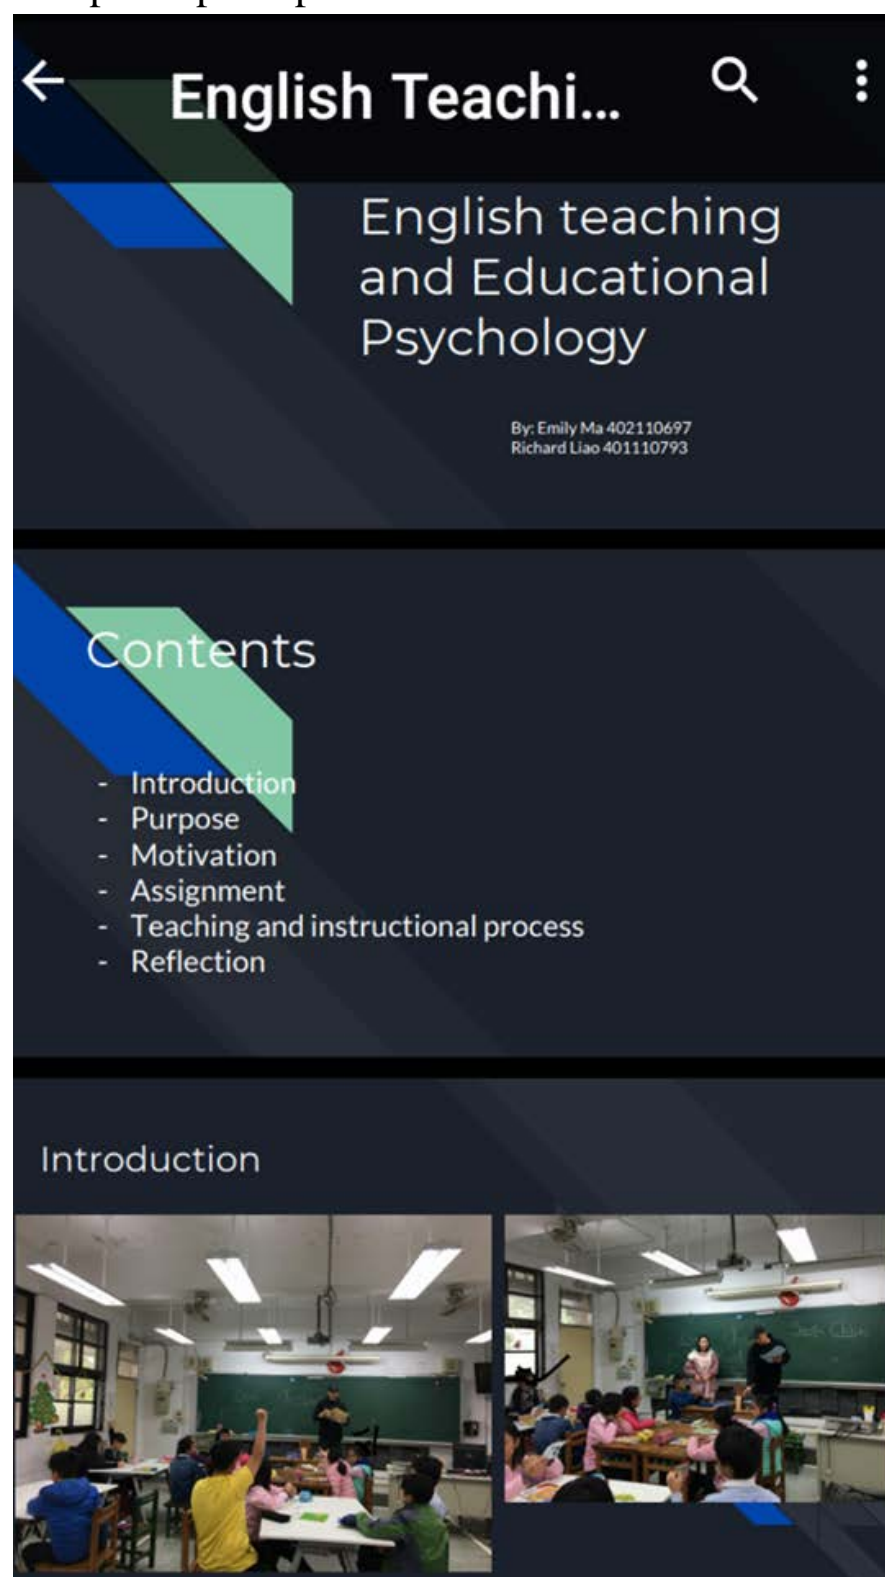 English Teachi...
English teaching
and Educational
Psychology
By: Emily Ma 402110697
Richard Liao 401110793
Contents
- Introduction
- Purpose
- Motivation
- Assignment
- Teaching and instructional process
- Reflection
Introduction